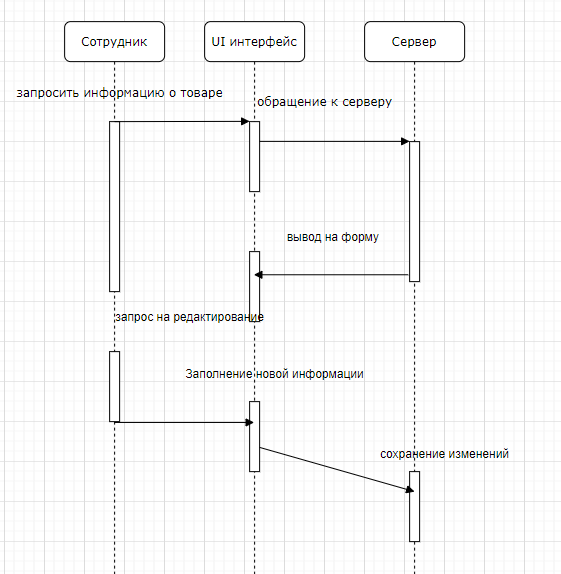 Сотрудник
UI интерфейс
Сервер
запросить информацию о товаре
обращение к серверу
вывод на форму
запрос на редактирование
Заполнение новой информации
сохранение изменений